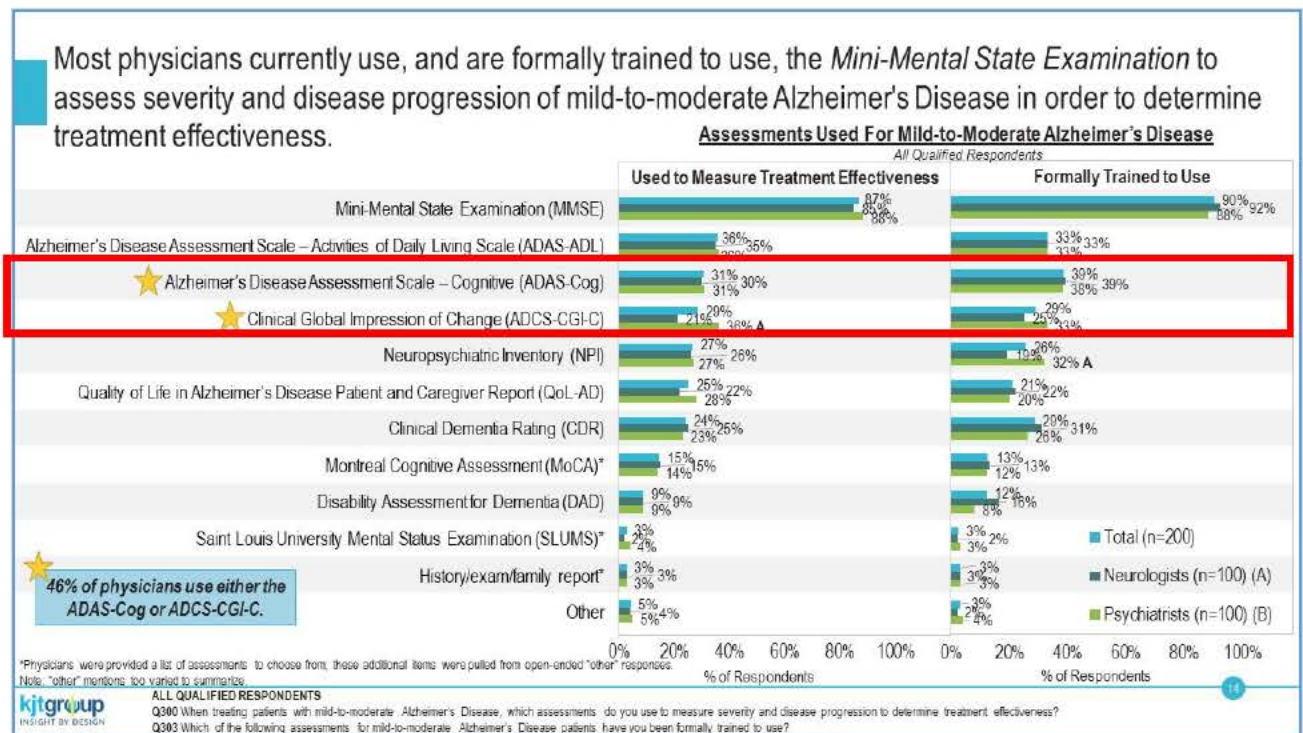 Most physicians currently use, and are formally trained to use, the Mini-Mental State Examination to
assess severity and disease progression of mild-to-moderate Alzheimer's Disease in order to determine
treatment effectiveness.
Assessments Used For Mild-to-Moderate Alzheimer's Disease
All Qualified Respondents
Used to Measure Treatment Effectiveness Formally Trained to Use
Mini-Mental State Examination (MMSE) 87% 85% 88% 90% 92% 88%
Alzheimer's Disease Assessment Scale – Activities of Daily Living Scale (ADAS-ADL) 36% 35% 33% 33% 33%
Alzheimer's Disease Assessment Scale – Cognitive (ADAS-Cog) 31% 30% 31% 39% 39% 38%
Clinical Global Impression of Change (ADCS-CGI-C) 29% 21% 36% A 29% 25% 33%
Neuropsychiatric Inventory (NPI) 27% 26% 27% 26% 19% 32% A
Quality of Life in Alzheimer's Disease Patient and Caregiver Report (QoL-AD) 25% 22% 28% 21% 22% 20%
Clinical Dementia Rating (CDR) 24% 25% 23% 29% 31% 26%
Montreal Cognitive Assessment (MoCA)* 15% 15% 14% 13% 13% 12%
Disability Assessment for Dementia (DAD) 9% 9% 9% 12% 16% 8%
Saint Louis University Mental Status Examination (SLUMS)* 3% 2% 4% 3% 2% 3%
History/exam/family report* 3% 3% 3% 3% 3% 3%
Other 5% 4% 5% 3% 2% 4%
Total (n=200)
Neurologists (n=100) (A)
Psychiatrists (n=100) (B)
46% of physicians use either the
ADAS-Cog or ADCS-CGI-C.
0% 20% 40% 60% 80% 100% 0% 20% 40% 60% 80% 100%
% of Respondents % of Respondents
*Physicians were provided a list of assessments to choose from; these additional items were pulled from open-ended "other" responses.
Note: "other" mentions too varied to summarize.
14
kjtgroup
INSIGHT BY DESIGN
ALL QUALIFIED RESPONDENTS
Q300 When treating patients with mild-to-moderate Alzheimer's Disease, which assessments do you use to measure severity and disease progression to determine treatment effectiveness?
Q303 Which of the following assessments for mild-to-moderate Alzheimer's Disease patients have you been formally trained to use?